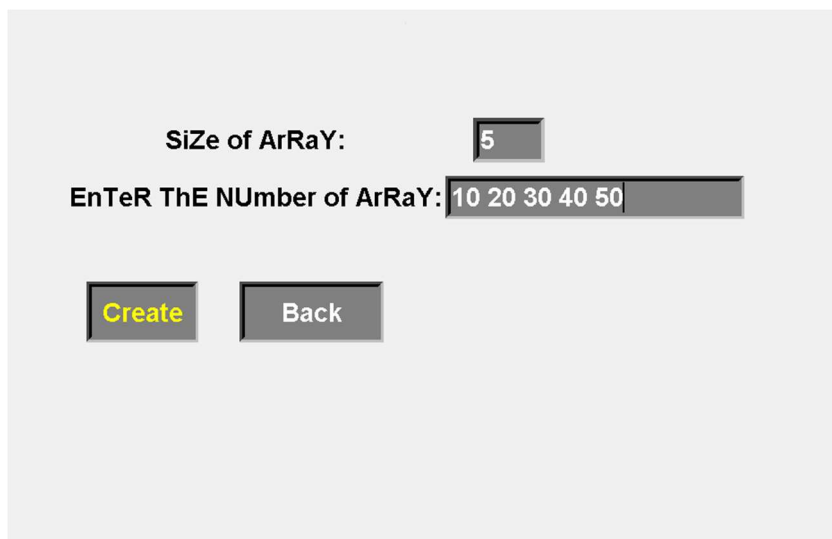 SiZe of ArRaY: 5
EnTeR ThE NUmber of ArRaY: 10 20 30 40 50
Create Back